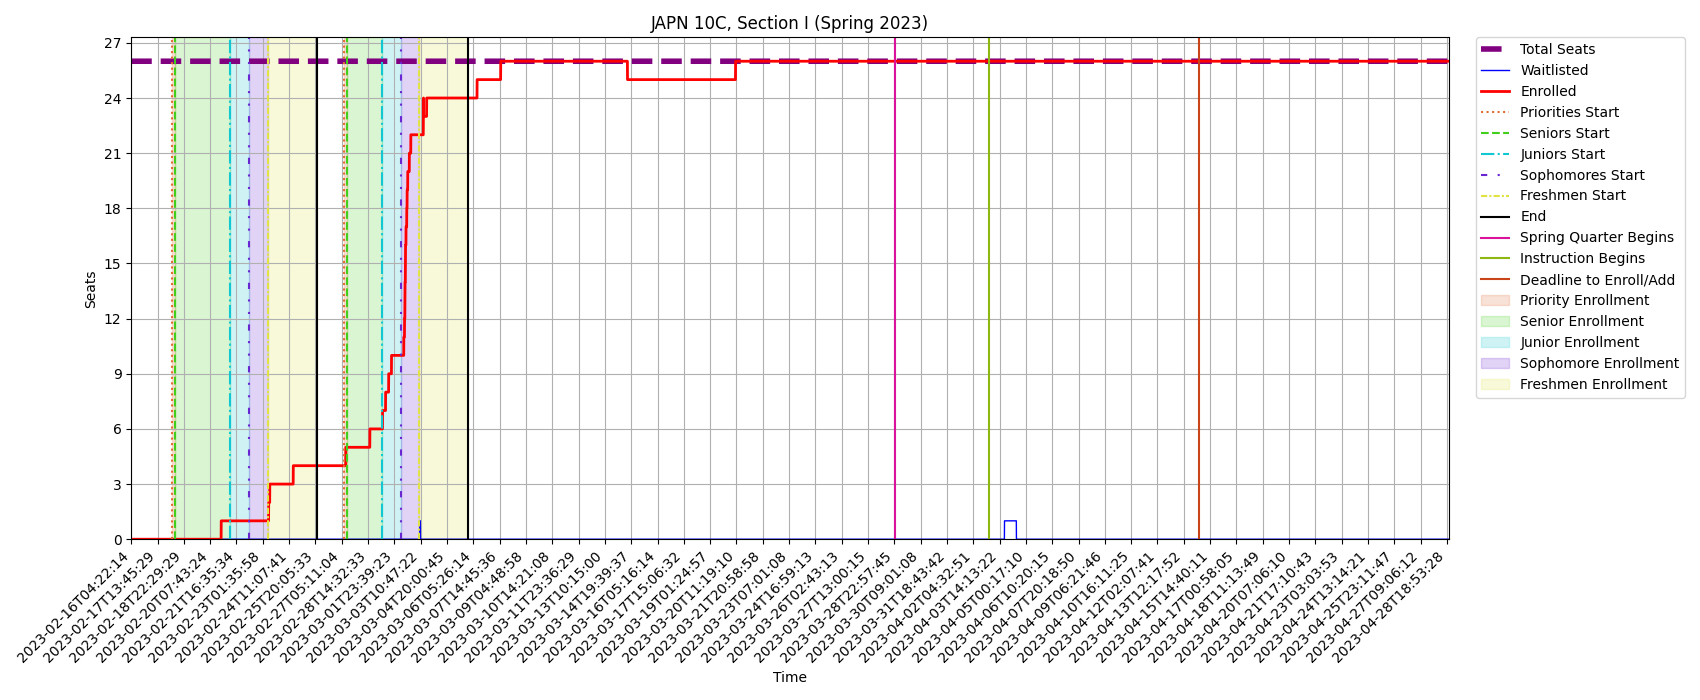 JAPN 10C, Section I (Spring 2023)
Seats
27
24
21
18
15
12
9
6
3
0
2023-02-16T04:22:14
2023-02-17T13:45:29
2023-02-18T22:29:29
2023-02-20T07:43:24
2023-02-21T16:35:34
2023-02-23T01:35:58
2023-02-24T11:07:41
2023-02-25T20:05:33
2023-02-27T05:11:04
2023-02-28T14:32:33
2023-03-01T23:39:23
2023-03-03T10:47:22
2023-03-04T20:00:45
2023-03-06T05:26:14
2023-03-07T14:45:36
2023-03-09T04:48:58
2023-03-10T14:21:08
2023-03-11T23:36:29
2023-03-13T10:15:00
2023-03-14T19:39:37
2023-03-16T05:16:14
2023-03-17T15:06:32
2023-03-19T01:24:57
2023-03-20T11:19:10
2023-03-21T20:58:58
2023-03-23T07:01:08
2023-03-24T16:59:13
2023-03-26T02:43:13
2023-03-27T13:00:15
2023-03-28T22:57:45
2023-03-30T09:01:08
2023-03-31T18:43:42
2023-04-02T04:32:51
2023-04-03T14:13:22
2023-04-05T00:17:10
2023-04-06T10:20:15
2023-04-07T20:18:50
2023-04-09T06:21:46
2023-04-10T16:11:25
2023-04-12T02:07:41
2023-04-13T12:17:52
2023-04-15T14:40:11
2023-04-17T00:58:05
2023-04-18T11:13:49
2023-04-20T07:06:10
2023-04-21T17:10:43
2023-04-23T03:03:53
2023-04-24T13:14:21
2023-04-25T23:11:47
2023-04-27T09:06:12
2023-04-28T18:53:28
Time
Total Seats
Waitlisted
Enrolled
Priorities Start
Seniors Start
Juniors Start
Sophomores Start
Freshmen Start
End
Spring Quarter Begins
Instruction Begins
Deadline to Enroll/Add
Priority Enrollment
Senior Enrollment
Junior Enrollment
Sophomore Enrollment
Freshmen Enrollment